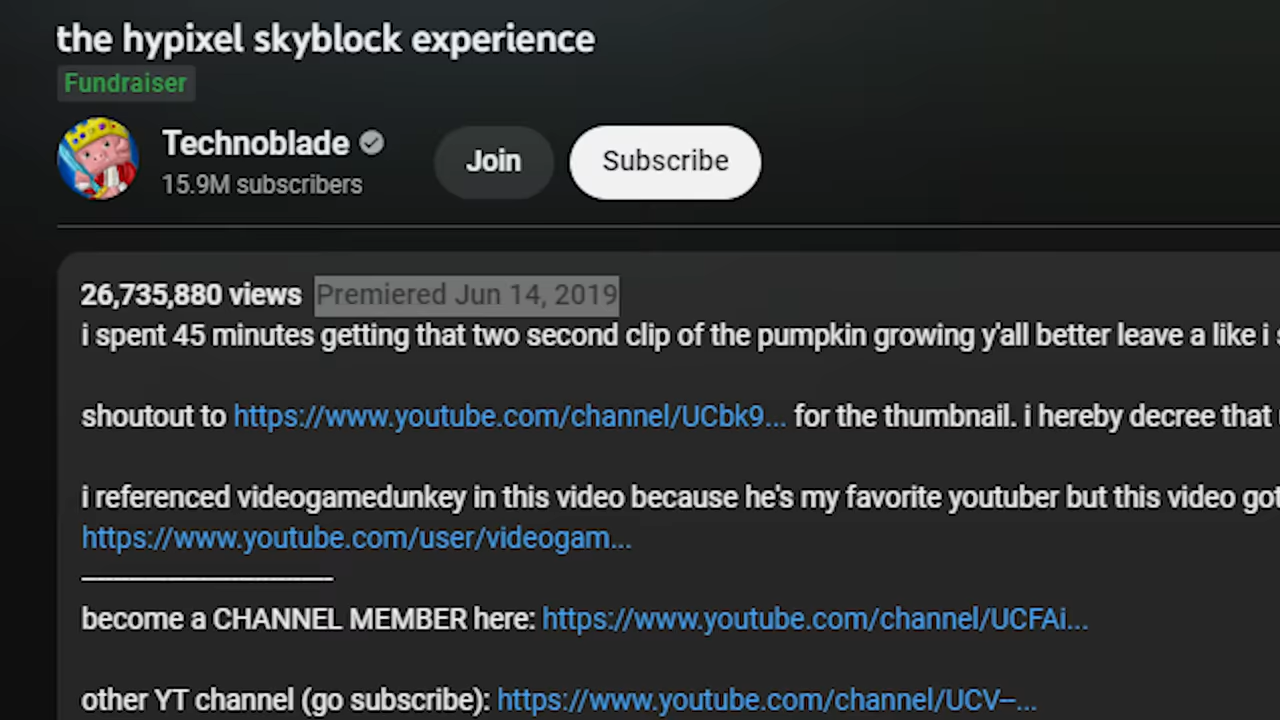 the hypixel skyblock experience
Fundraiser
Technoblade
15.9M subscribers
Join
Subscribe
26,735,880 views Premiered Jun 14, 2019
i spent 45 minutes getting that two second clip of the pumpkin growing y'all better leave a like i
shoutout to https://www.youtube.com/channel/UCbk9... for the thumbnail. i hereby decree that
i referenced videogamedunkey in this video because he's my favorite youtuber but this video got
https://www.youtube.com/user/videogam...
become a CHANNEL MEMBER here: https://www.youtube.com/channel/UCFAi...
other YT channel (go subscribe): https://www.youtube.com/channel/UCV--...